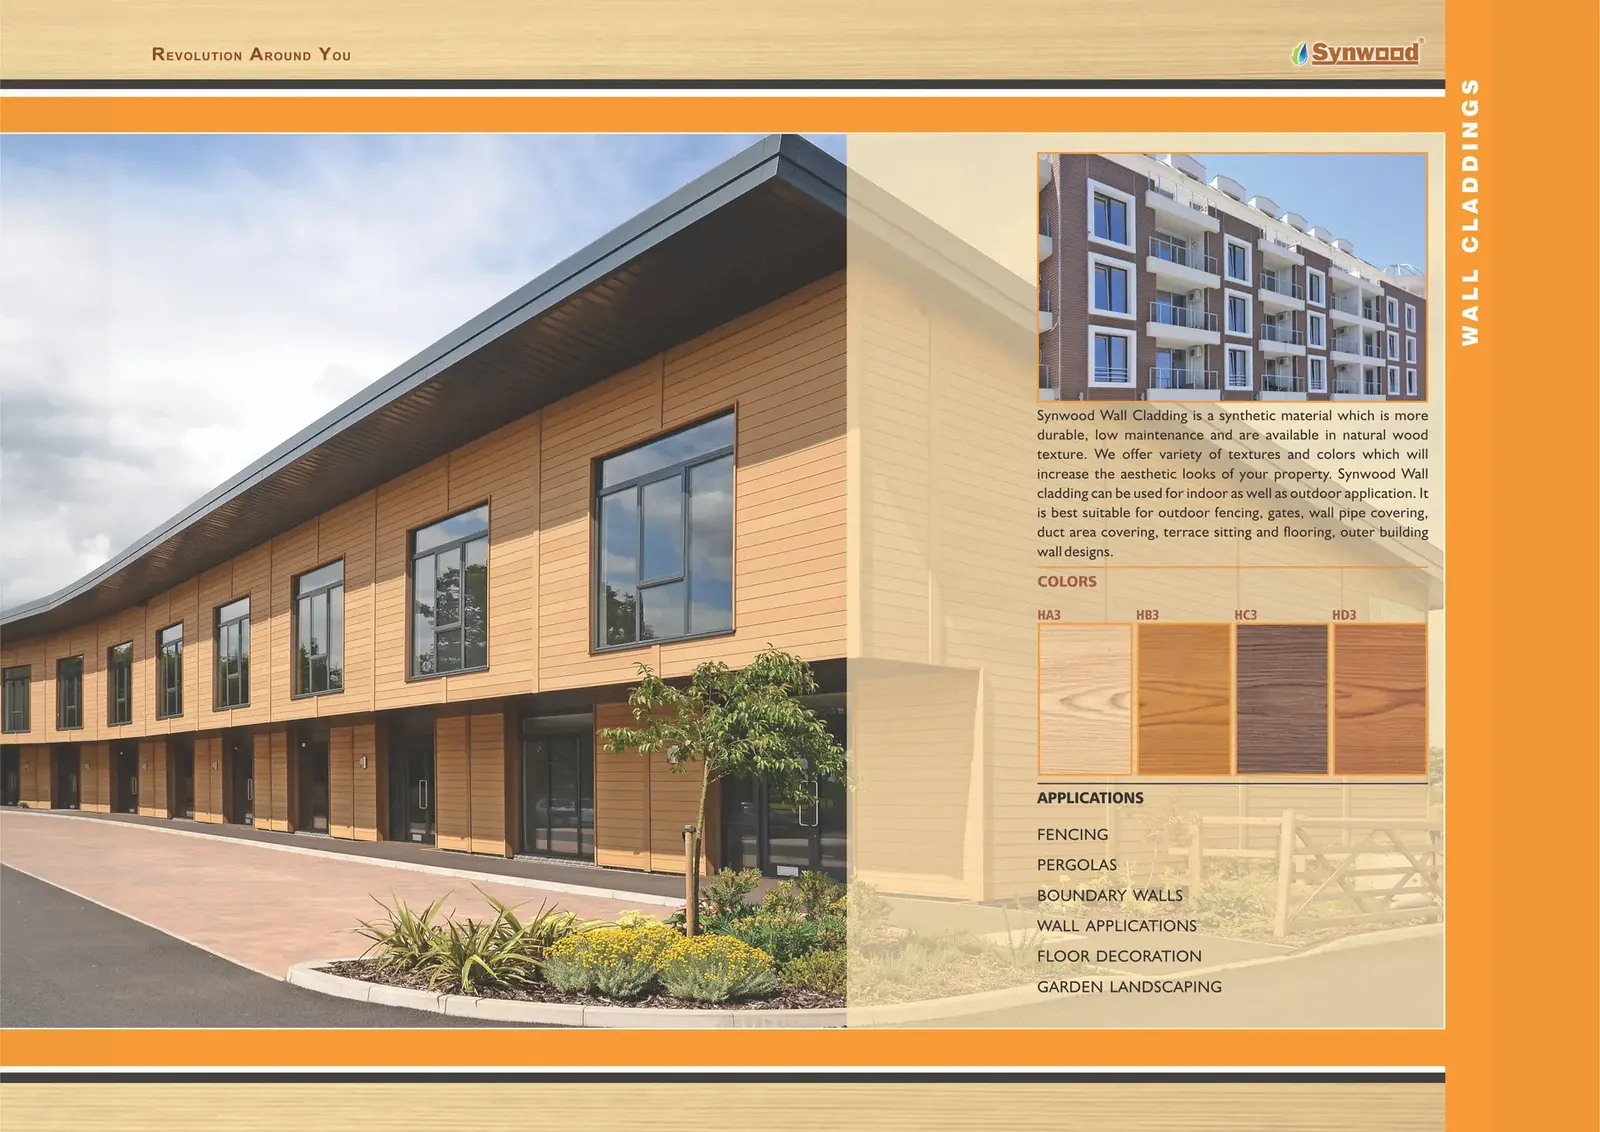 REVOLUTION AROUND YOU
Synwood®
WALL CLADDINGS
Synwood Wall Cladding is a synthetic material which is more
durable, low maintenance and are available in natural wood
texture. We offer variety of textures and colors which will
increase the aesthetic looks of your property. Synwood Wall
cladding can be used for indoor as well as outdoor application. It
is best suitable for outdoor fencing, gates, wall pipe covering,
duct area covering, terrace sitting and flooring, outer building
wall designs.
COLORS
HA3 HB3 HC3 HD3
APPLICATIONS
FENCING
PERGOLAS
BOUNDARY WALLS
WALL APPLICATIONS
FLOOR DECORATION
GARDEN LANDSCAPING